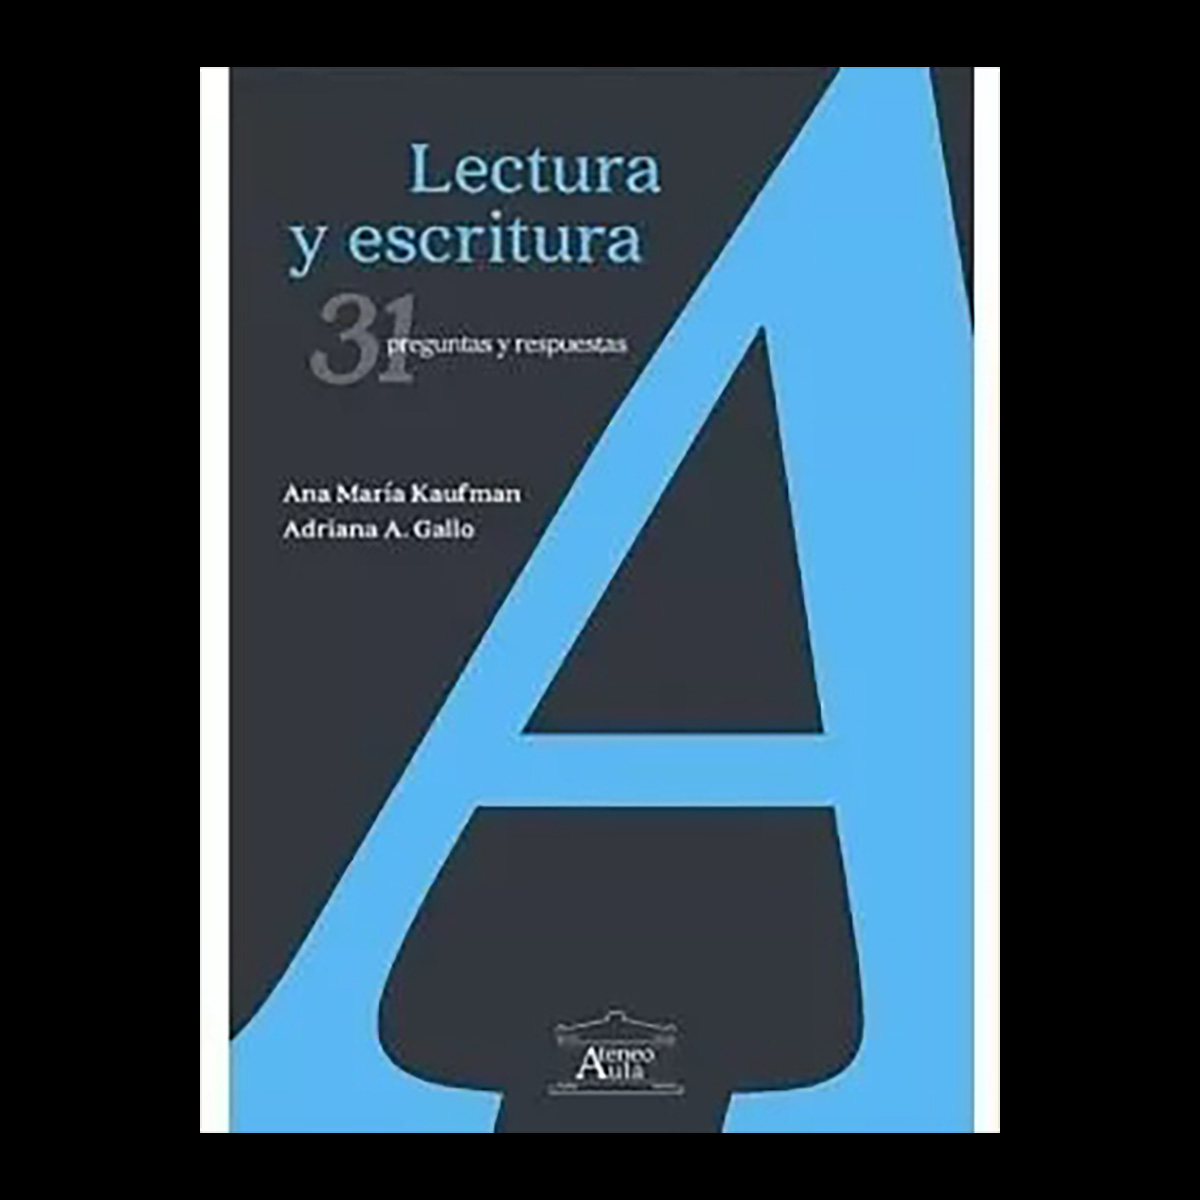 Lectura
y escritura
31 preguntas y respuestas
Ana María Kaufman
Adriana A. Gallo
Ateneo
Aula